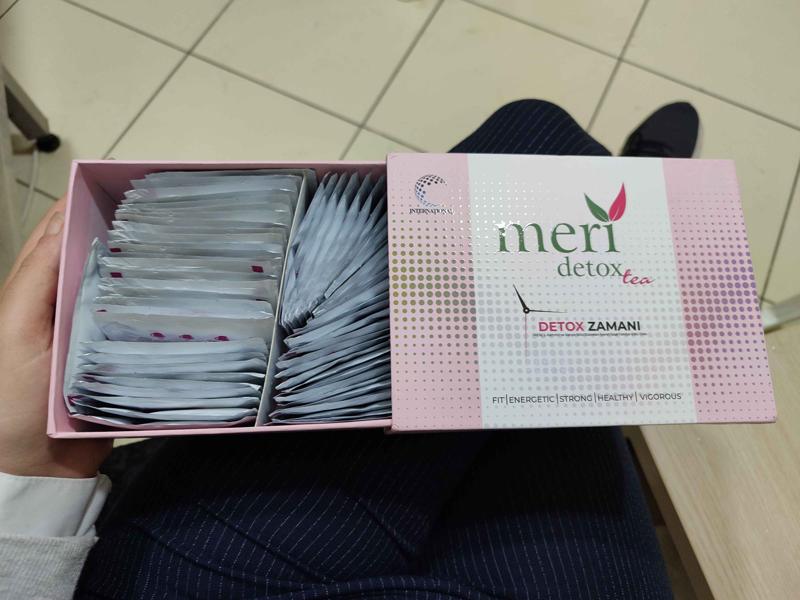 INTERNATIONAL
meri
detox tea
DETOX ZAMANI
FIT|ENERGETIC|STRONG|HEALTHY|VIGOROUS